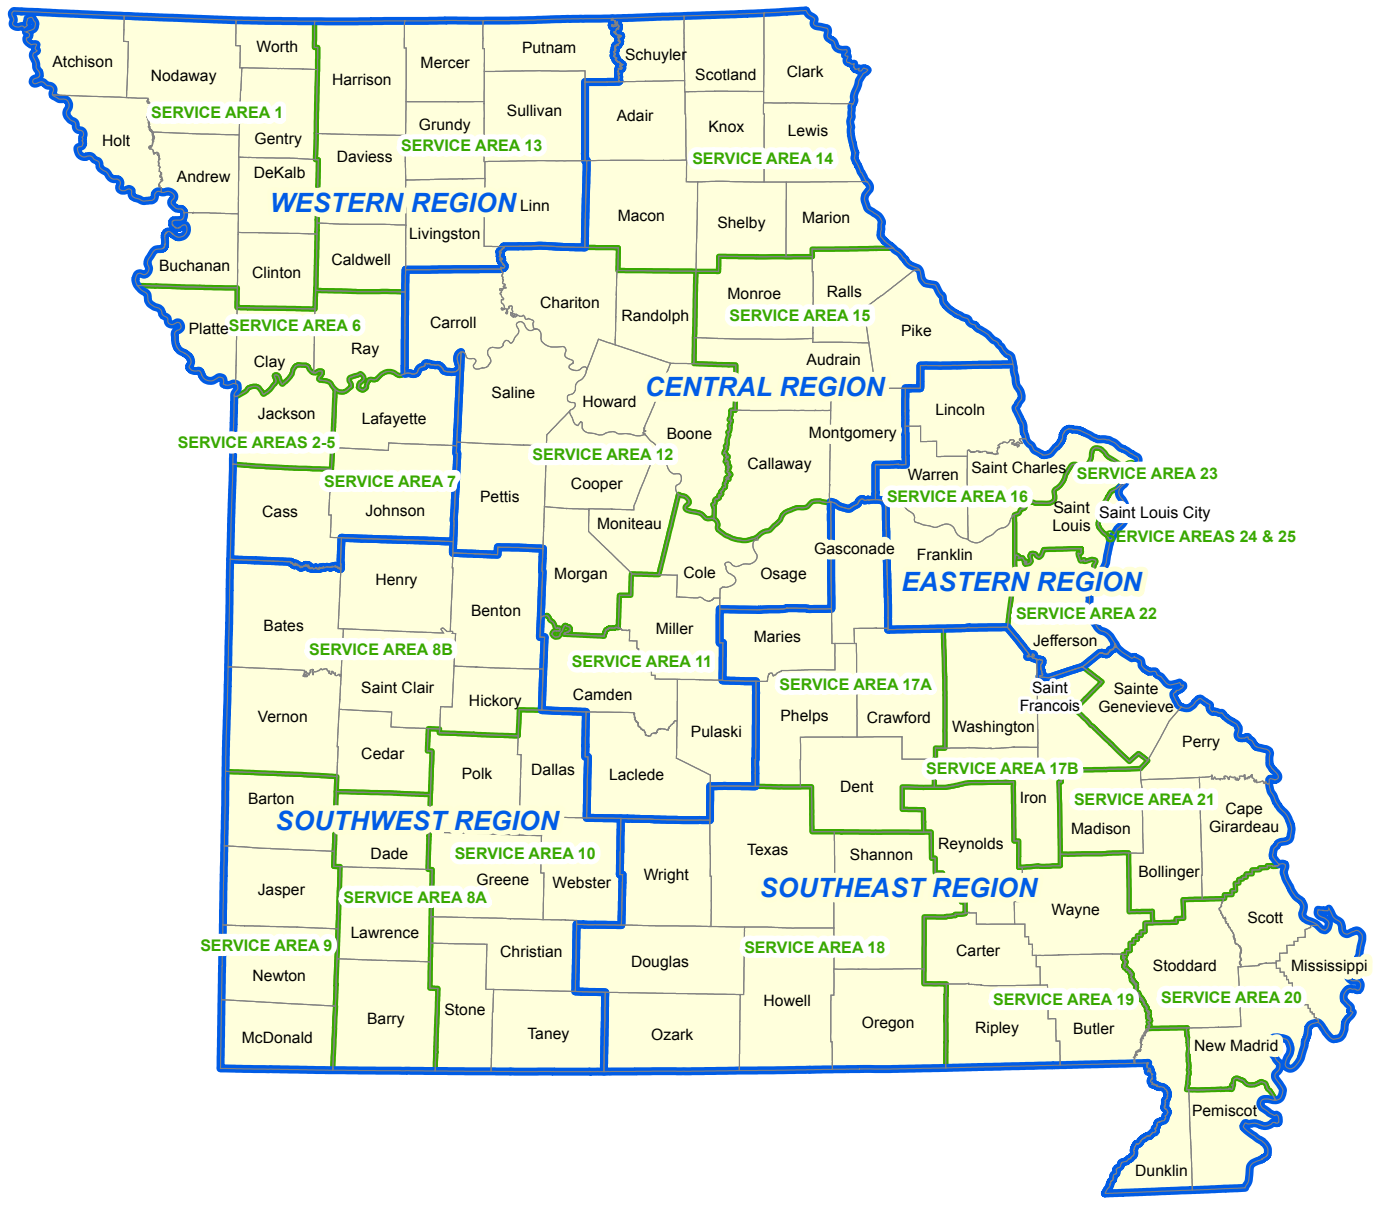 Worth
Putnam
Schuyler
Atchison
Mercer
Clark
Nodaway
Harrison
Scotland
SERVICE AREA 1
Sullivan
Adair
Grundy
Knox
Lewis
Holt
Gentry
SERVICE AREA 13
Daviess
SERVICE AREA 14
Andrew
DeKalb
WESTERN REGION
Linn
Macon
Shelby
Marion
Livingston
Buchanan
Clinton
Caldwell
Chariton
Monroe
Ralls
Randolph
SERVICE AREA 15
Platte
SERVICE AREA 6
Carroll
Pike
Ray
Clay
Audrain
CENTRAL REGION
Saline
Howard
Lincoln
Jackson
Lafayette
Boone
Montgomery
SERVICE AREAS 2-5
SERVICE AREA 12
Callaway
Saint Charles
Warren
SERVICE AREA 23
SERVICE AREA 7
Cooper
Pettis
SERVICE AREA 16
Cass
Johnson
Saint
Louis
Saint Louis City
Moniteau
SERVICE AREAS 24 & 25
Gasconade
Franklin
Henry
Morgan
Cole
Osage
EASTERN REGION
Benton
SERVICE AREA 22
Bates
Miller
Maries
Jefferson
SERVICE AREA 8B
SERVICE AREA 11
Saint Clair
Hickory
Camden
SERVICE AREA 17A
Saint
Francois
Sainte
Genevieve
Vernon
Phelps
Crawford
Washington
Pulaski
Perry
Cedar
Polk
Dallas
Laclede
SERVICE AREA 17B
Dent
Barton
Iron
SERVICE AREA 21
SOUTHWEST REGION
Madison
Cape
Girardeau
Dade
SERVICE AREA 10
Texas
Shannon
Reynolds
Jasper
Greene
Webster
Wright
SOUTHEAST REGION
Bollinger
SERVICE AREA 8A
Wayne
Lawrence
Scott
SERVICE AREA 9
Christian
SERVICE AREA 18
Carter
Newton
Douglas
Stoddard
Mississippi
Howell
SERVICE AREA 19
SERVICE AREA 20
Stone
McDonald
Barry
Taney
Ozark
Oregon
Ripley
Butler
New Madrid
Pemiscot
Dunklin